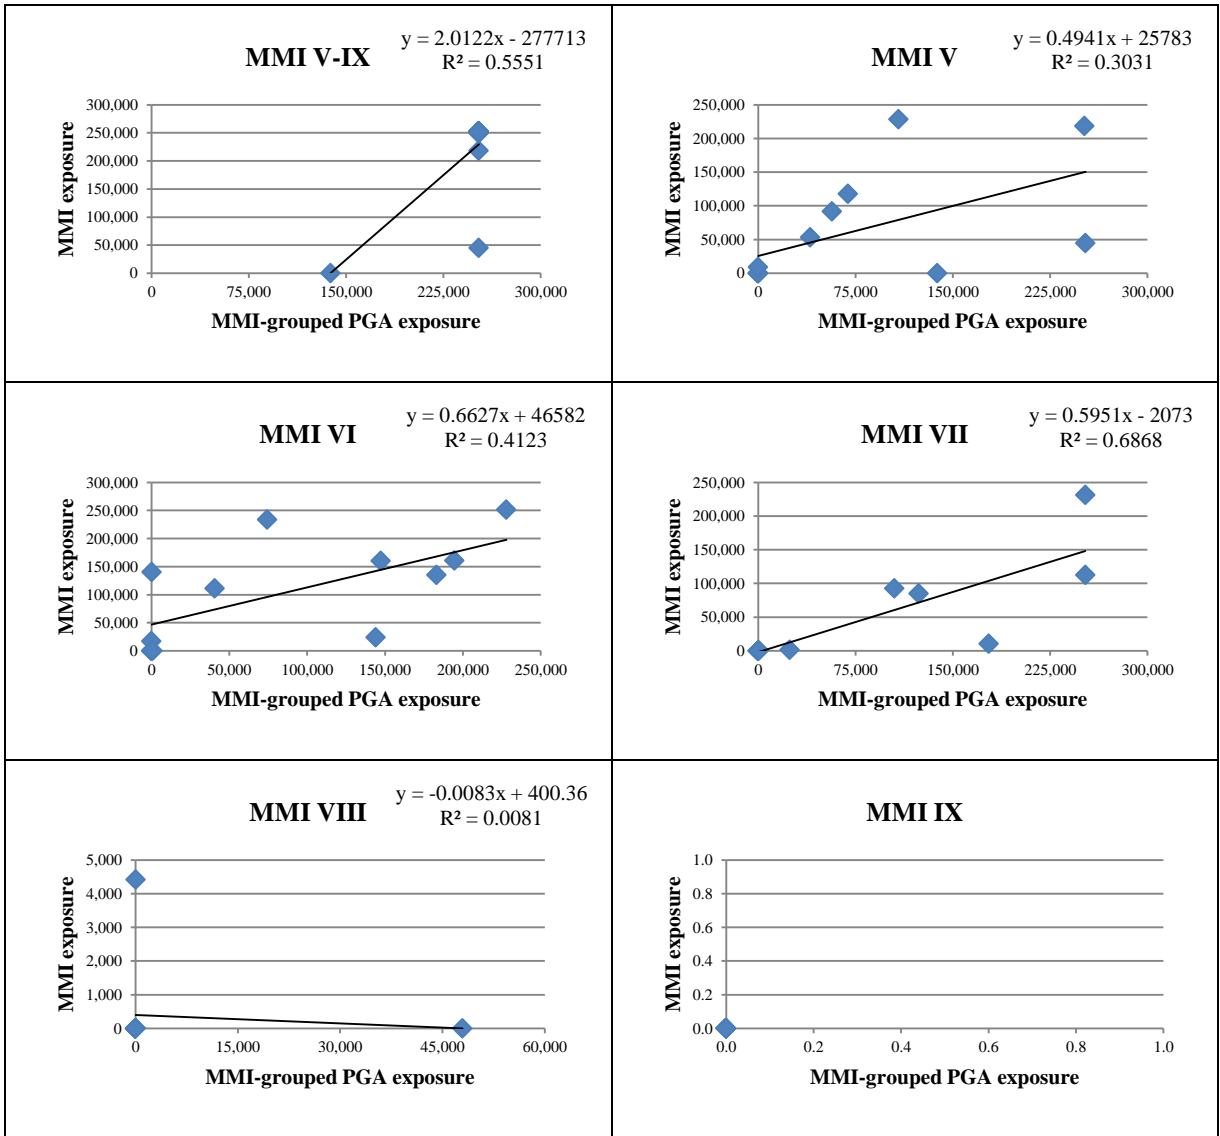 MMI V-IX
y = 2.0122x - 277713
R² = 0.5551
300,000
250,000
200,000
150,000
100,000
50,000
0
MMI exposure
0 75,000 150,000 225,000 300,000
MMI-grouped PGA exposure
MMI V
y = 0.4941x + 25783
R² = 0.3031
250,000
200,000
150,000
100,000
50,000
0
MMI exposure
0 75,000 150,000 225,000 300,000
MMI-grouped PGA exposure
MMI VI
y = 0.6627x + 46582
R² = 0.4123
300,000
250,000
200,000
150,000
100,000
50,000
0
MMI exposure
0 50,000 100,000 150,000 200,000 250,000
MMI-grouped PGA exposure
MMI VII
y = 0.5951x - 2073
R² = 0.6868
250,000
200,000
150,000
100,000
50,000
0
MMI exposure
0 75,000 150,000 225,000 300,000
MMI-grouped PGA exposure
MMI VIII
y = -0.0083x + 400.36
R² = 0.0081
5,000
4,000
3,000
2,000
1,000
0
MMI exposure
0 15,000 30,000 45,000 60,000
MMI-grouped PGA exposure
MMI IX
1.0
0.8
0.6
0.4
0.2
0.0
MMI exposure
0.0 0.2 0.4 0.6 0.8 1.0
MMI-grouped PGA exposure